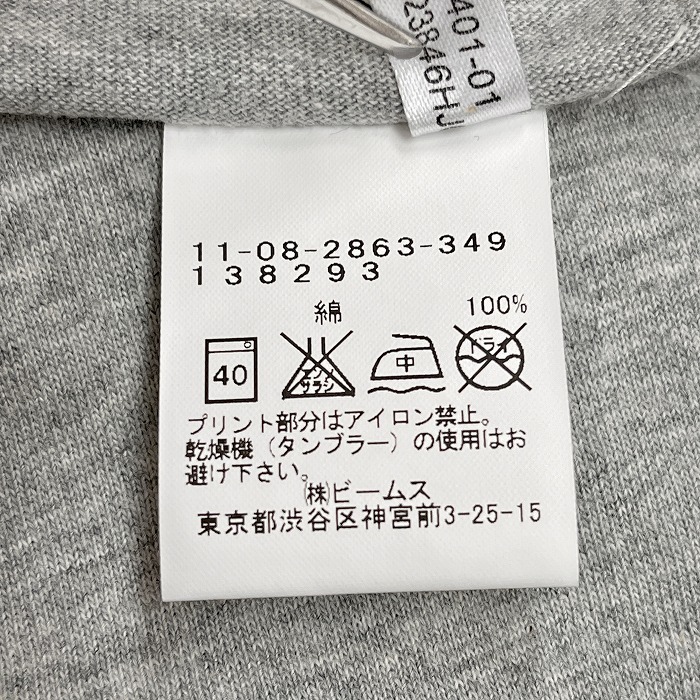 401-01
23846H
11-08-2863-349
138293
綿 100%
40 エンソ サラシ 中 ドライ
プリント部分はアイロン禁止。
乾燥機（タンブラー）の使用はお
避け下さい。
㈱ビームス
東京都渋谷区神宮前3-25-15